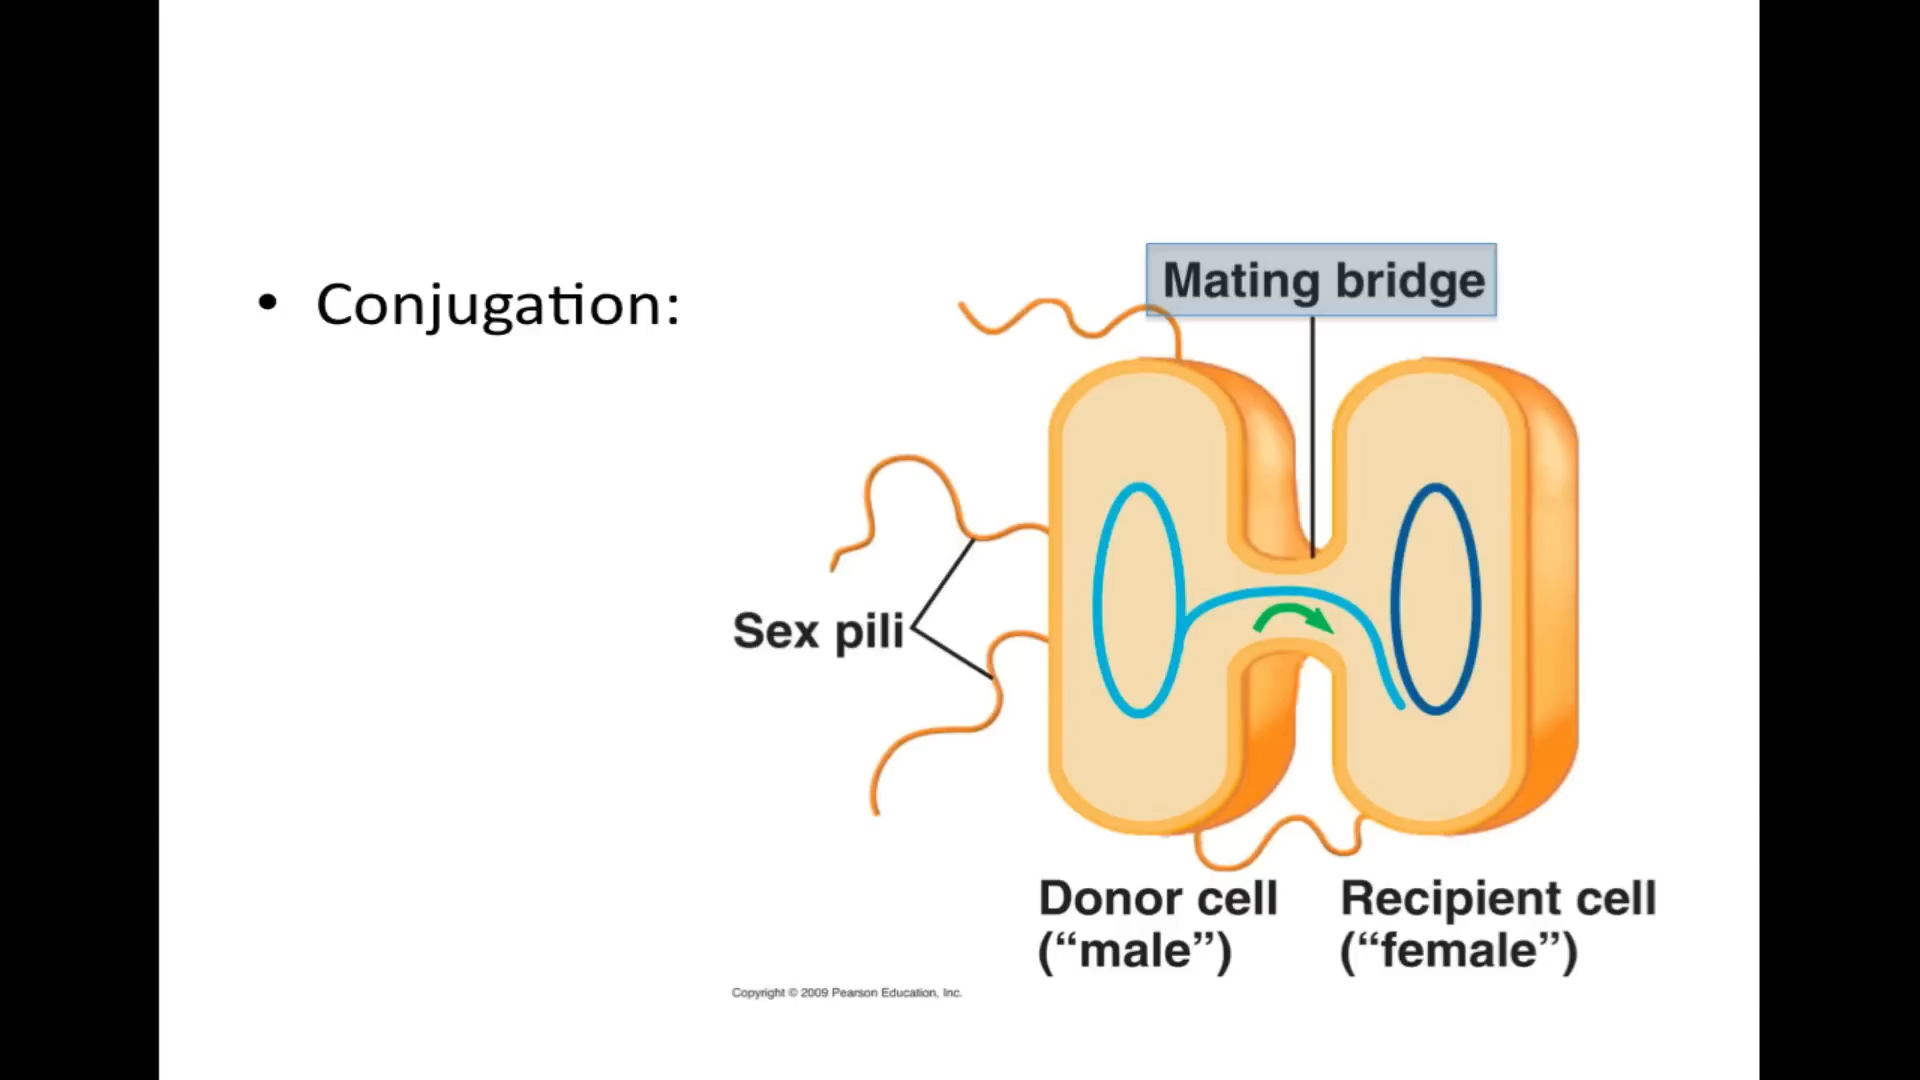 • Conjugation:
Mating bridge
Sex pili
Donor cell
(“male”)
Recipient cell
(“female”)
Copyright © 2009 Pearson Education, Inc.